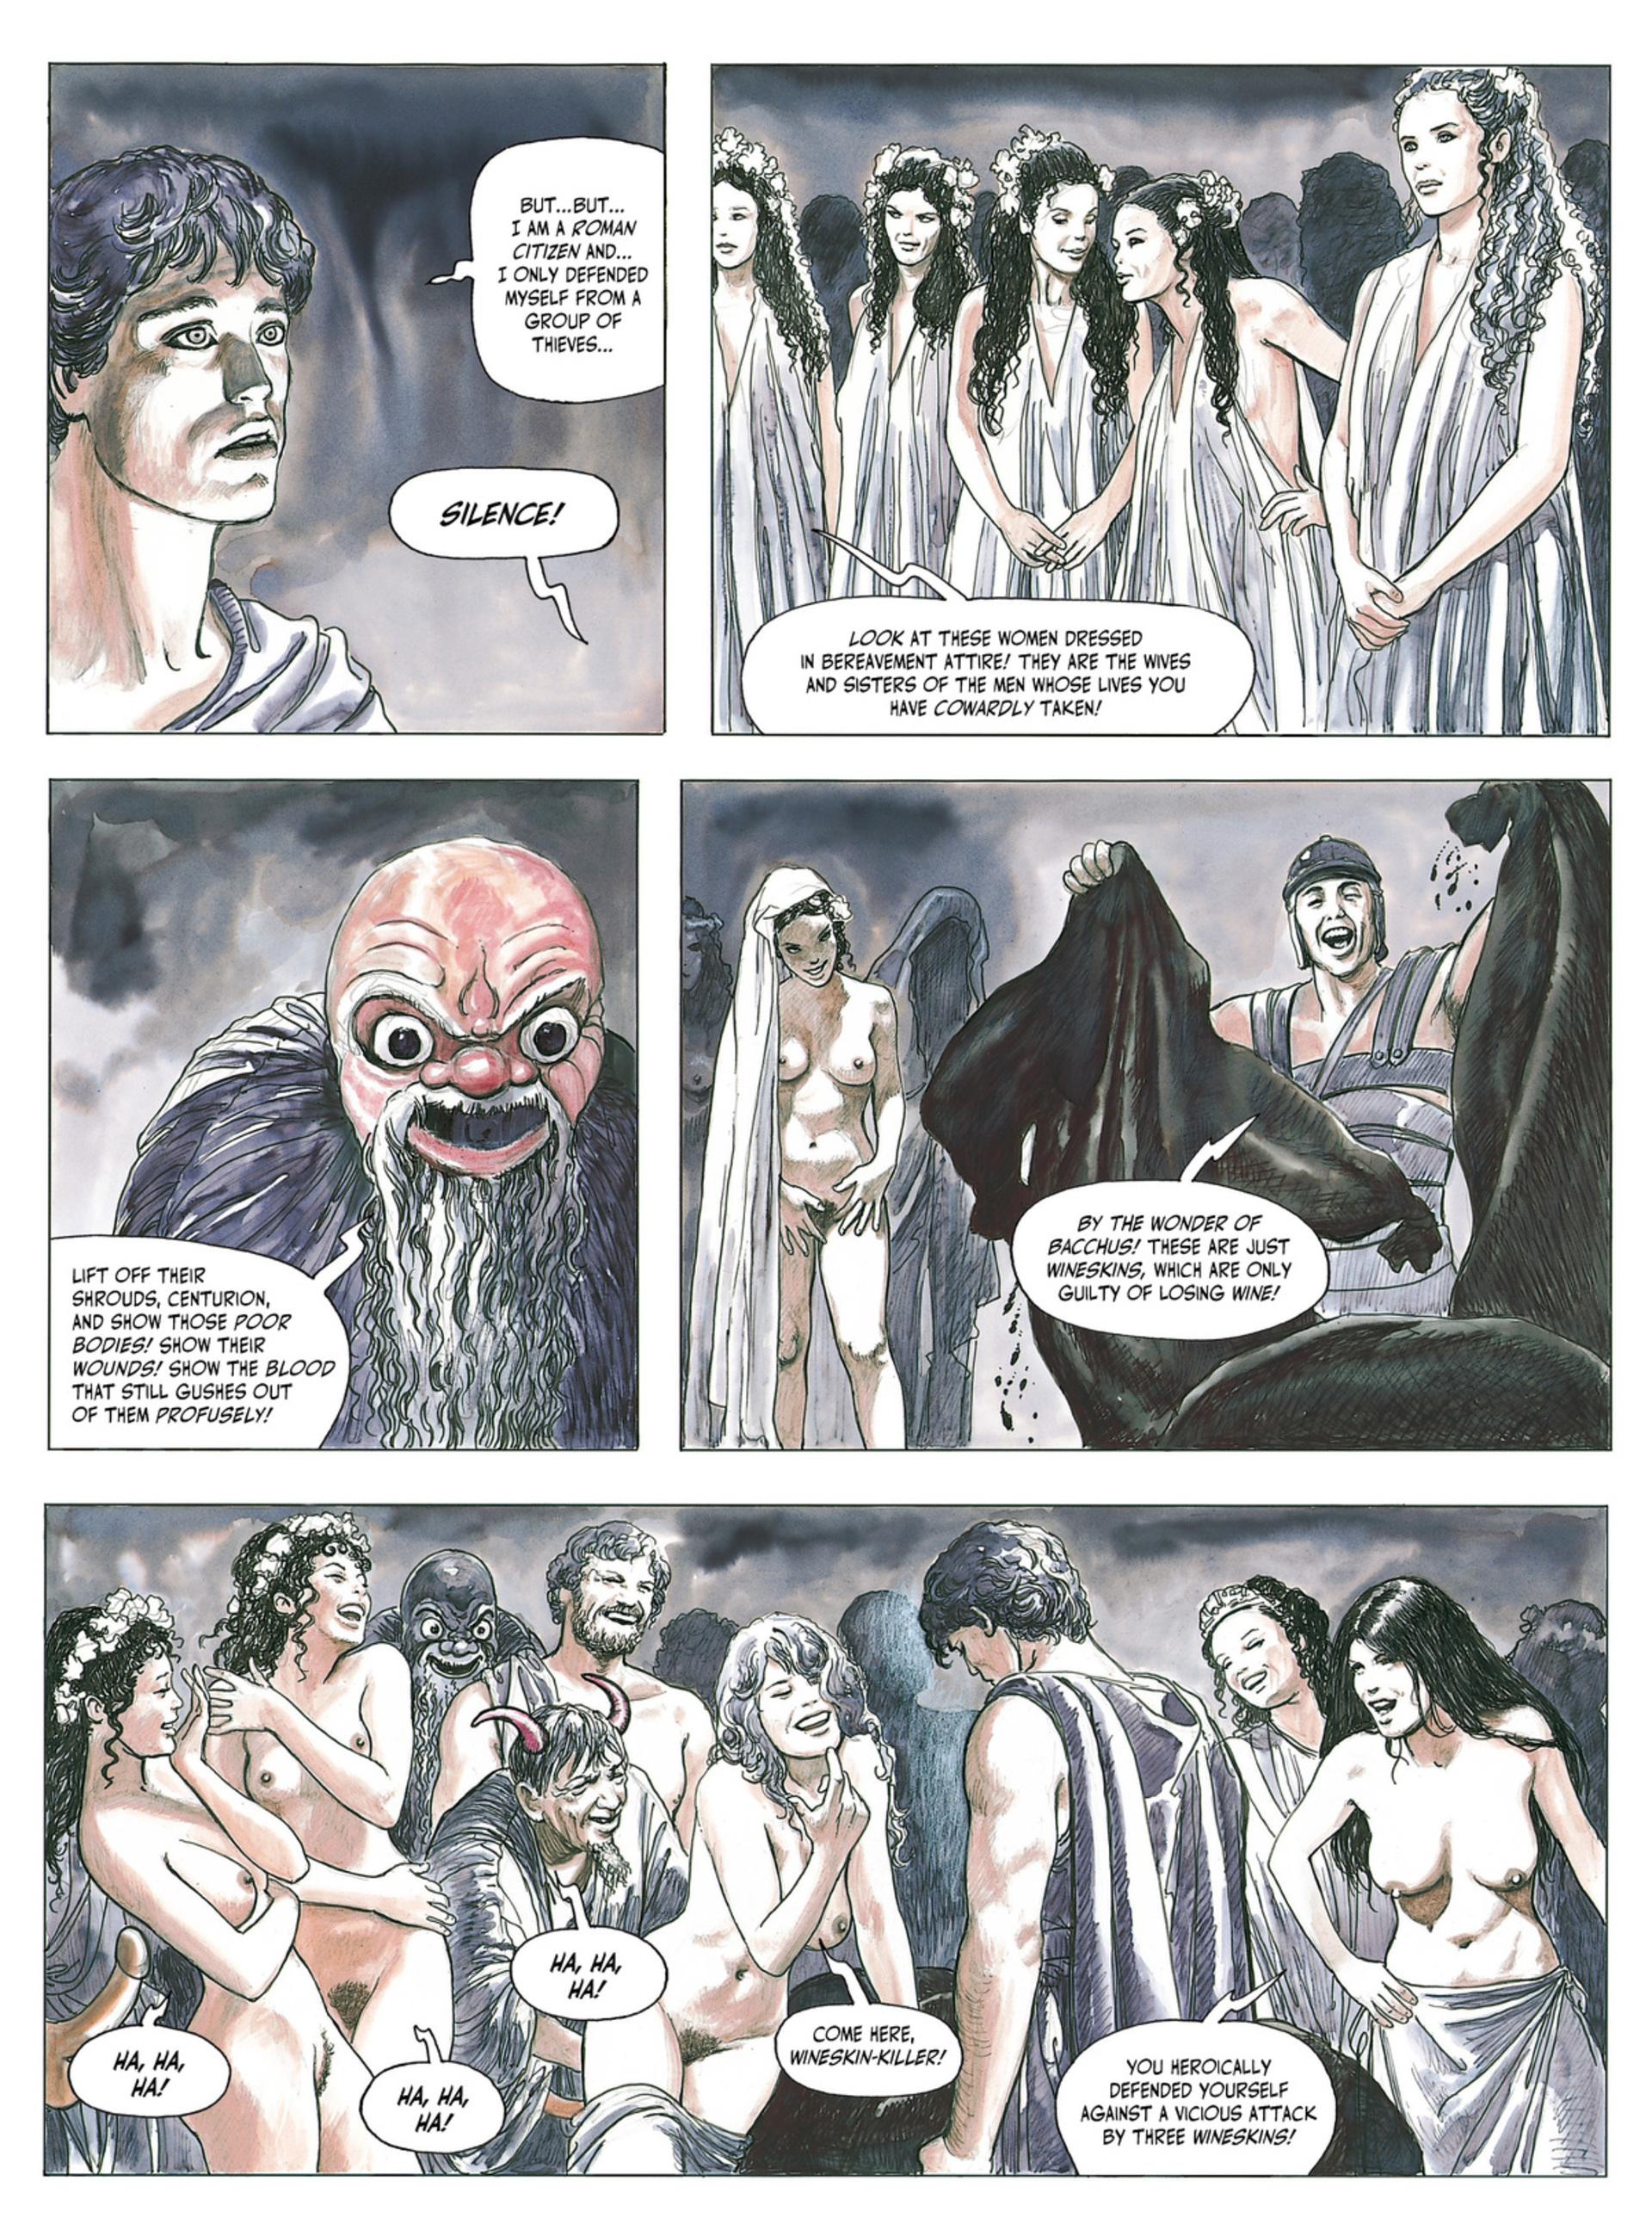 BUT...BUT...
I AM A ROMAN
CITIZEN AND...
I ONLY DEFENDED
MYSELF FROM A
GROUP OF
THIEVES...
SILENCE!
LOOK AT THESE WOMEN DRESSED
IN BEREAVEMENT ATTIRE! THEY ARE THE WIVES
AND SISTERS OF THE MEN WHOSE LIVES YOU
HAVE COWARDLY TAKEN!
LIFT OFF THEIR
SHROUDS, CENTURION,
AND SHOW THOSE POOR
BODIES! SHOW THEIR
WOUNDS! SHOW THE BLOOD
THAT STILL GUSHES OUT
OF THEM PROFUSELY!
BY THE WONDER OF
BACCHUS! THESE ARE JUST
WINESKINS, WHICH ARE ONLY
GUILTY OF LOSING WINE!
HA, HA,
HA!
HA, HA,
HA!
HA, HA,
HA!
COME HERE,
WINESKIN-KILLER!
YOU HEROICALLY
DEFENDED YOURSELF
AGAINST A VICIOUS ATTACK
BY THREE WINESKINS!